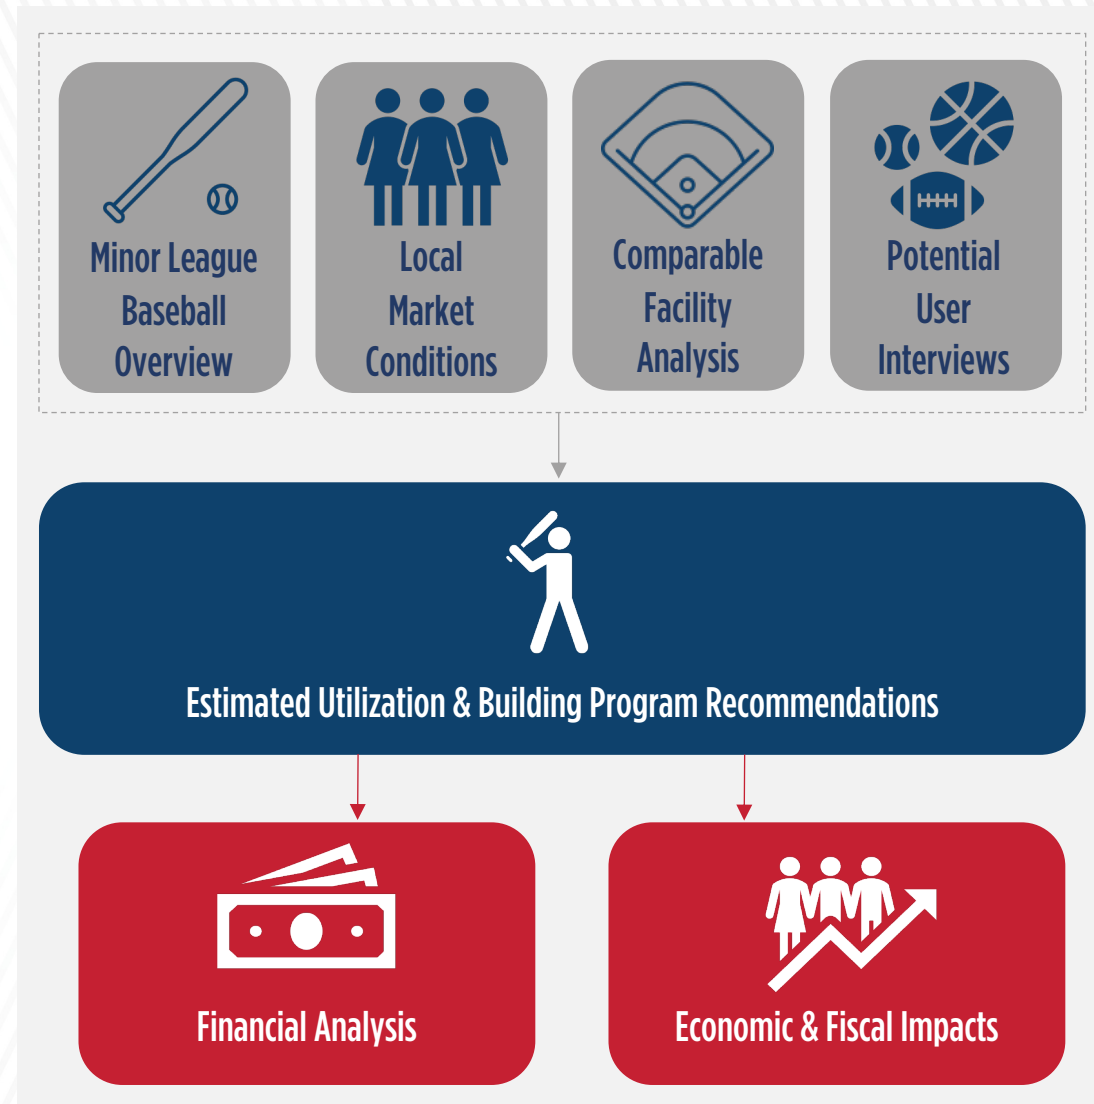 Minor League
Baseball
Overview
Local
Market
Conditions
Comparable
Facility
Analysis
Potential
User
Interviews
Estimated Utilization & Building Program Recommendations
Financial Analysis
Economic & Fiscal Impacts